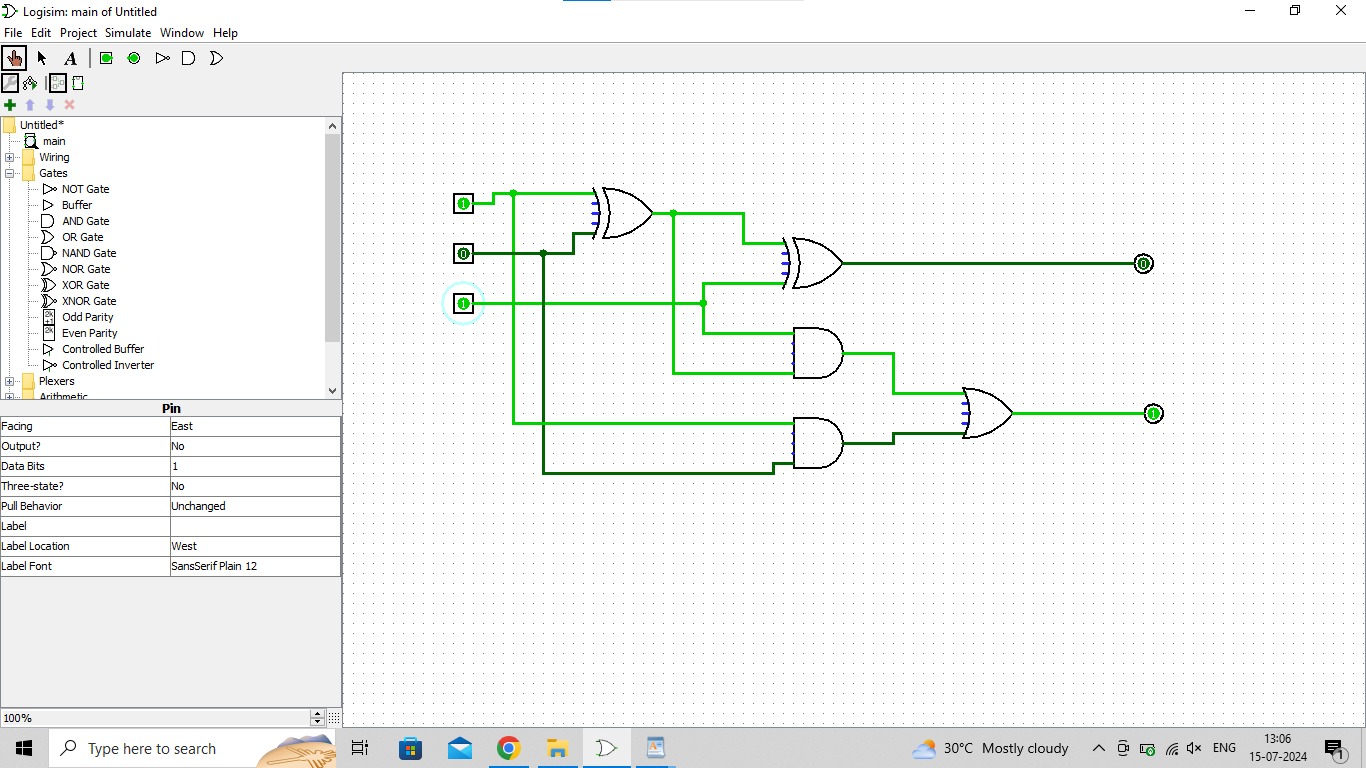 Logisim: main of Untitled
File Edit Project Simulate Window Help
A
Untitled*
main
Wiring
Gates
NOT Gate
Buffer
AND Gate
OR Gate
NAND Gate
NOR Gate
XOR Gate
XNOR Gate
Odd Parity
Even Parity
Controlled Buffer
Controlled Inverter
Plexers
Arithmetic
Pin
Facing East
Output? No
Data Bits 1
Three-state? No
Pull Behavior Unchanged
Label
Label Location West
Label Font SansSerif Plain 12
100%
1
0
1
0
1
Type here to search
30°C Mostly cloudy
ENG
13:06
15-07-2024
1